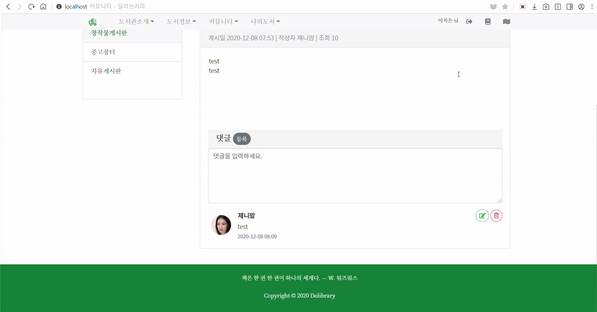 localhost 커뮤니티 - 딜리브러리
도서관소개 도서정보 커뮤니티 나의도서
님
창작물게시판
중고장터
자유게시판
게시일 2020-12-08 07:53 | 작성자 제니맘 | 조회 10
test
test
댓글 등록
댓글을 입력하세요.
제니맘
test
2020-12-08 08:09
책은 한 권 한 권이 하나의 세계다. — W. 워즈워스
Copyright © 2020 Delibrary